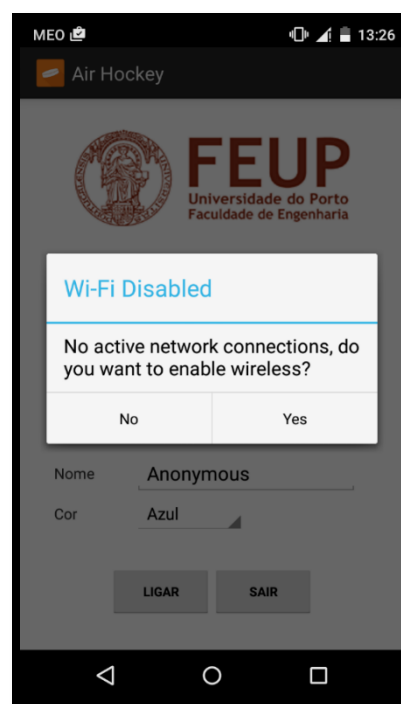 MEO 13:26
Air Hockey
FEUP
Universidade do Porto
Faculdade de Engenharia
Wi-Fi Disabled
No active network connections, do
you want to enable wireless?
No Yes
Nome Anonymous
Cor Azul
LIGAR SAIR